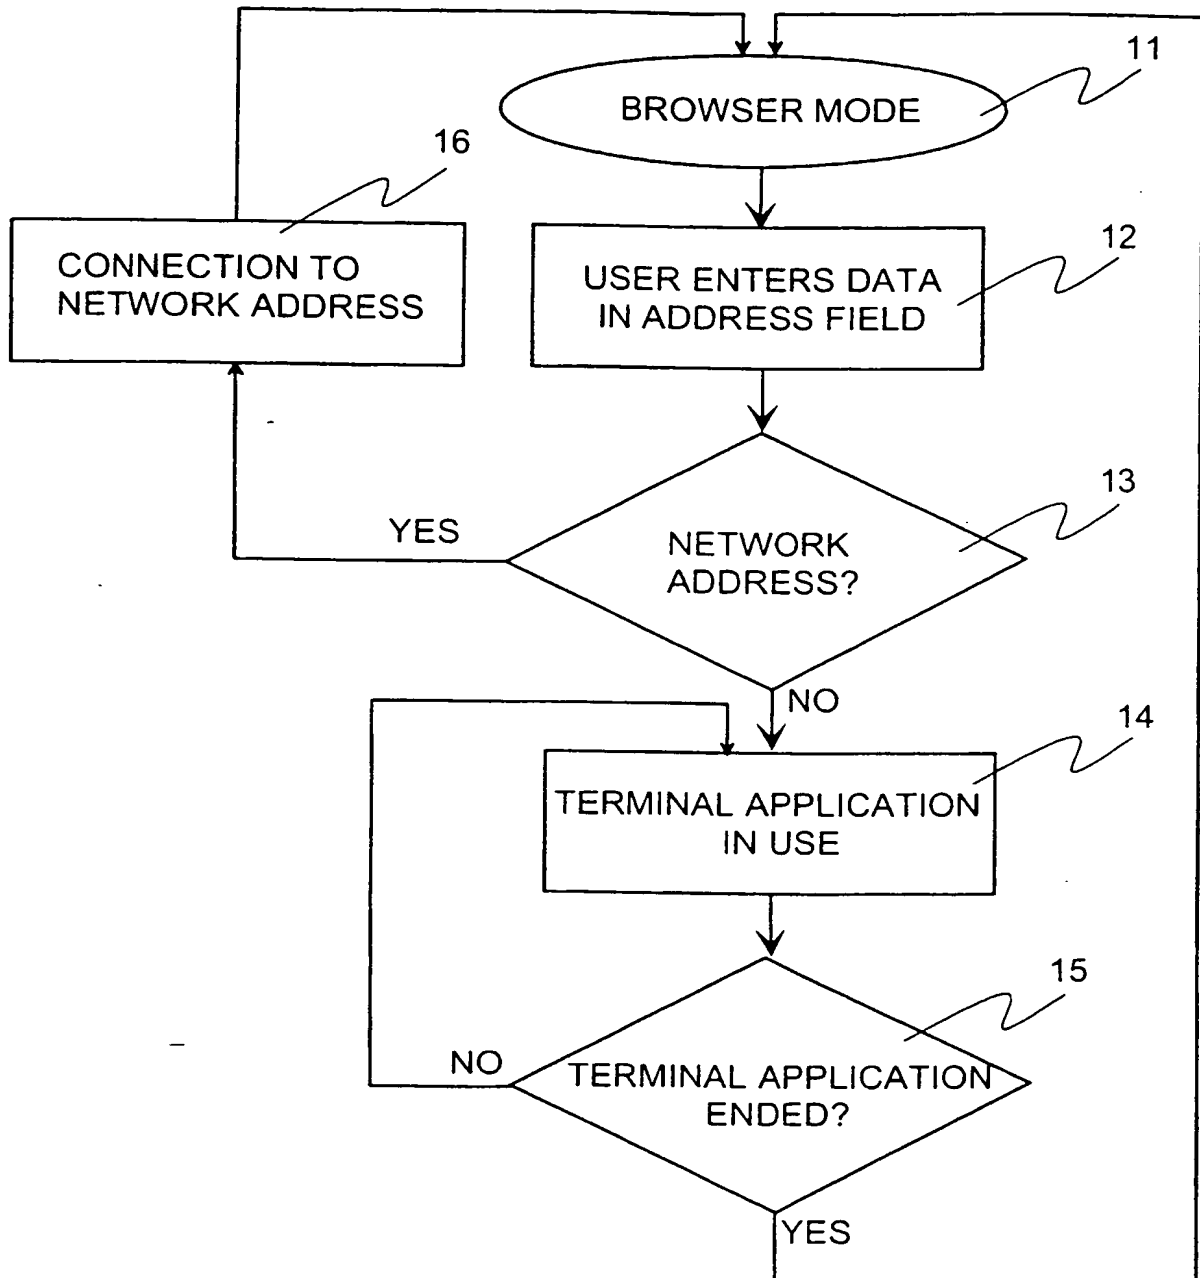 11
BROWSER MODE
16
CONNECTION TO
NETWORK ADDRESS
12
USER ENTERS DATA
IN ADDRESS FIELD
13
YES
NETWORK
ADDRESS?
NO
14
TERMINAL APPLICATION
IN USE
15
NO
TERMINAL APPLICATION
ENDED?
YES